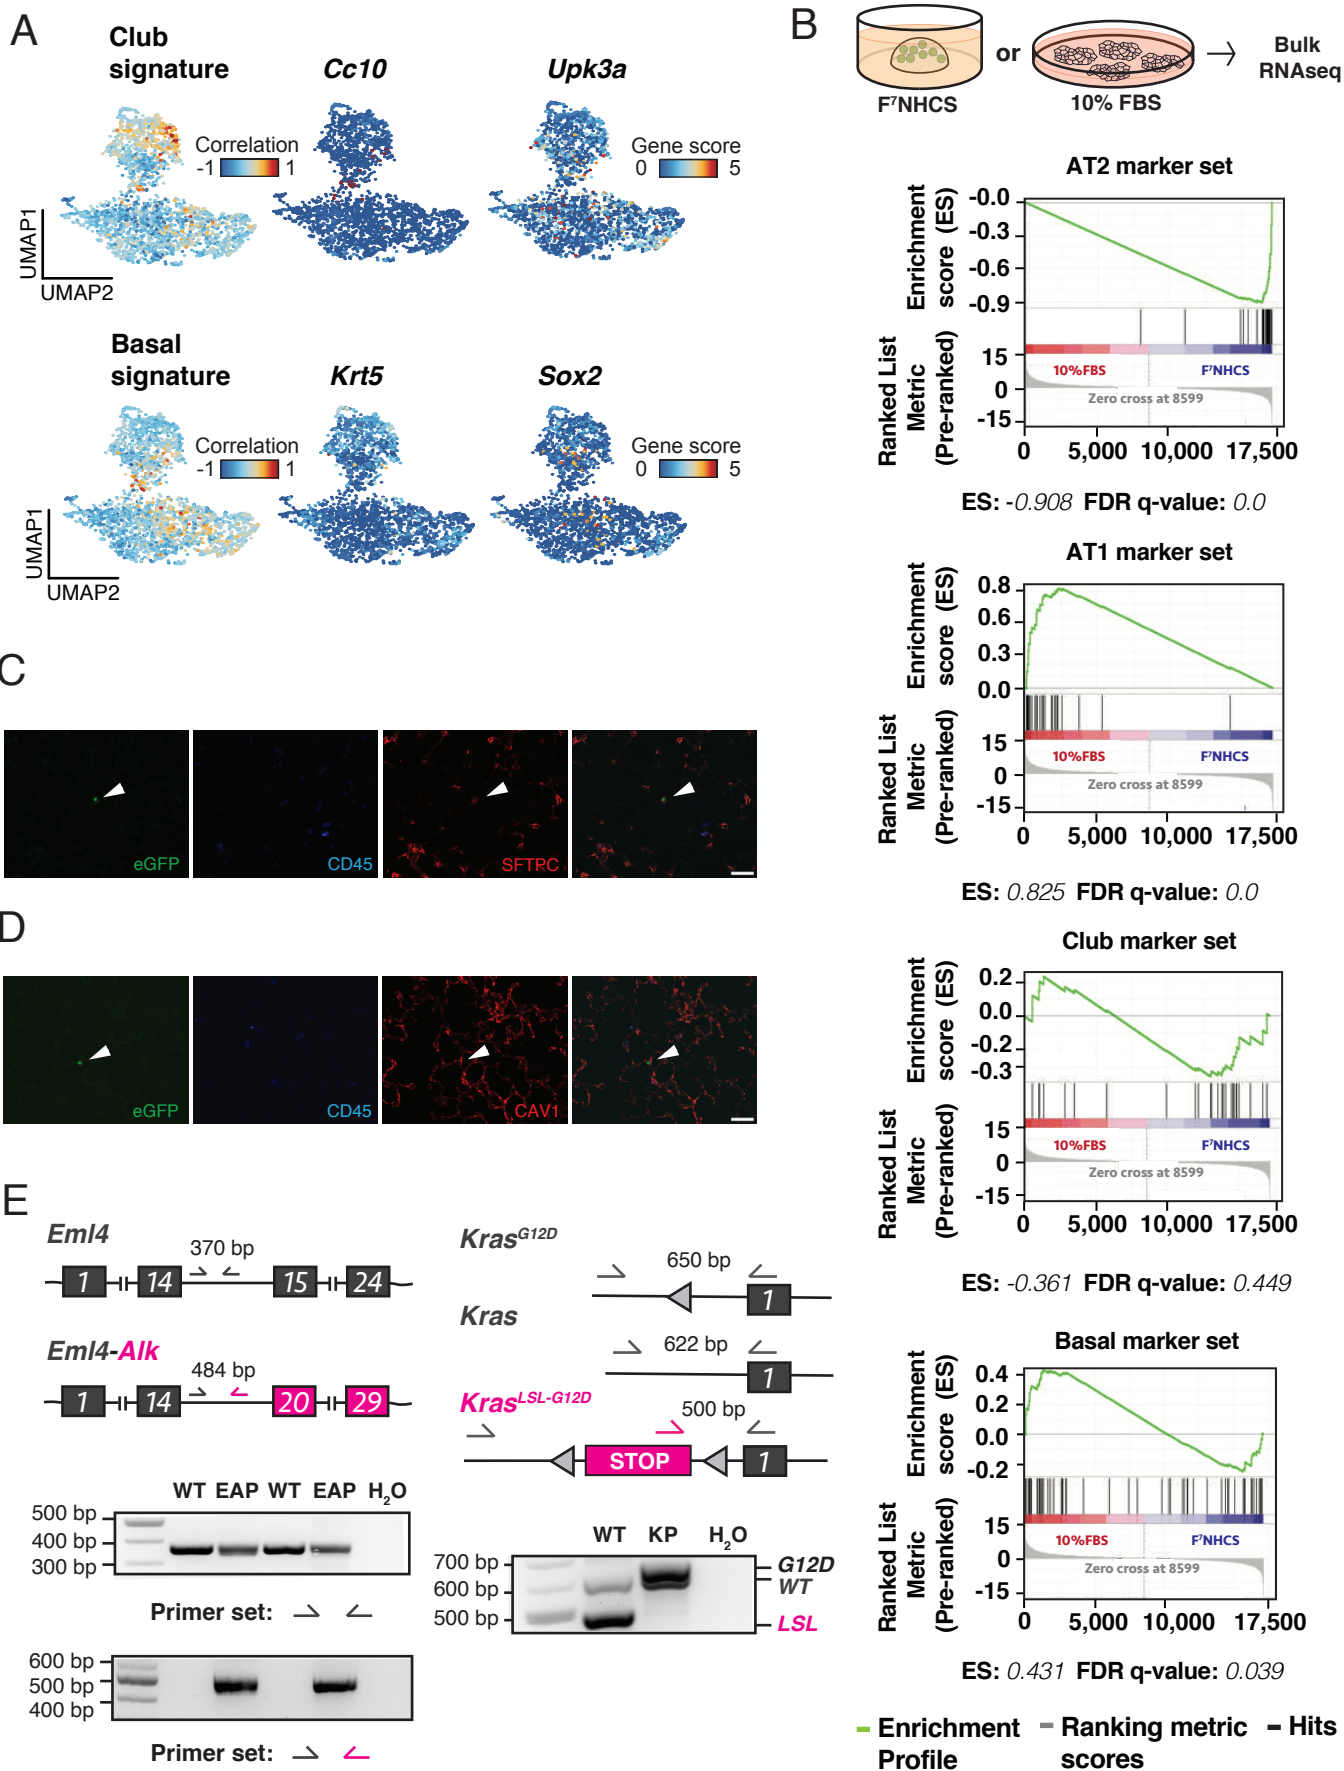 A
Club
signature
Cc10
Upk3a
Correlation
-1 1
Gene score
0 5
UMAP1
UMAP2
Basal
signature
Krt5
Sox2
Correlation
-1 1
Gene score
0 5
UMAP1
UMAP2
B
or
Bulk
RNAseq
F⁷NHCS
10% FBS
AT2 marker set
Enrichment
score (ES)
-0.0
-0.3
-0.6
-0.9
Ranked List
Metric
(Pre-ranked)
15
0
-15
10%FBS
F⁷NHCS
Zero cross at 8599
0 5,000 10,000 17,500
ES: -0.908 FDR q-value: 0.0
AT1 marker set
Enrichment
score (ES)
0.8
0.6
0.3
0.0
Ranked List
Metric
(Pre-ranked)
15
0
-15
10%FBS
F⁷NHCS
Zero cross at 8599
0 5,000 10,000 17,500
ES: 0.825 FDR q-value: 0.0
Club marker set
Enrichment
score (ES)
0.2
0.0
-0.2
-0.3
Ranked List
Metric
(Pre-ranked)
15
0
-15
10%FBS
F⁷NHCS
Zero cross at 8599
0 5,000 10,000 17,500
ES: -0.361 FDR q-value: 0.449
Basal marker set
Enrichment
score (ES)
0.4
0.2
0.0
-0.2
Ranked List
Metric
(Pre-ranked)
15
0
-15
10%FBS
F⁷NHCS
Zero cross at 8599
0 5,000 10,000 17,500
ES: 0.431 FDR q-value: 0.039
Enrichment
Profile
Ranking metric
scores
Hits
C
eGFP
CD45
SFTPC
D
eGFP
CD45
CAV1
E
Eml4
370 bp
1 14 15 24
Eml4-Alk
484 bp
1 14 20 29
WT EAP WT EAP H₂O
500 bp
400 bp
300 bp
Primer set:
600 bp
500 bp
400 bp
Primer set:
Kras^G12D
650 bp
1
Kras
622 bp
1
Kras^LSL-G12D
500 bp
STOP
1
WT KP H₂O
700 bp
600 bp
500 bp
G12D
WT
LSL